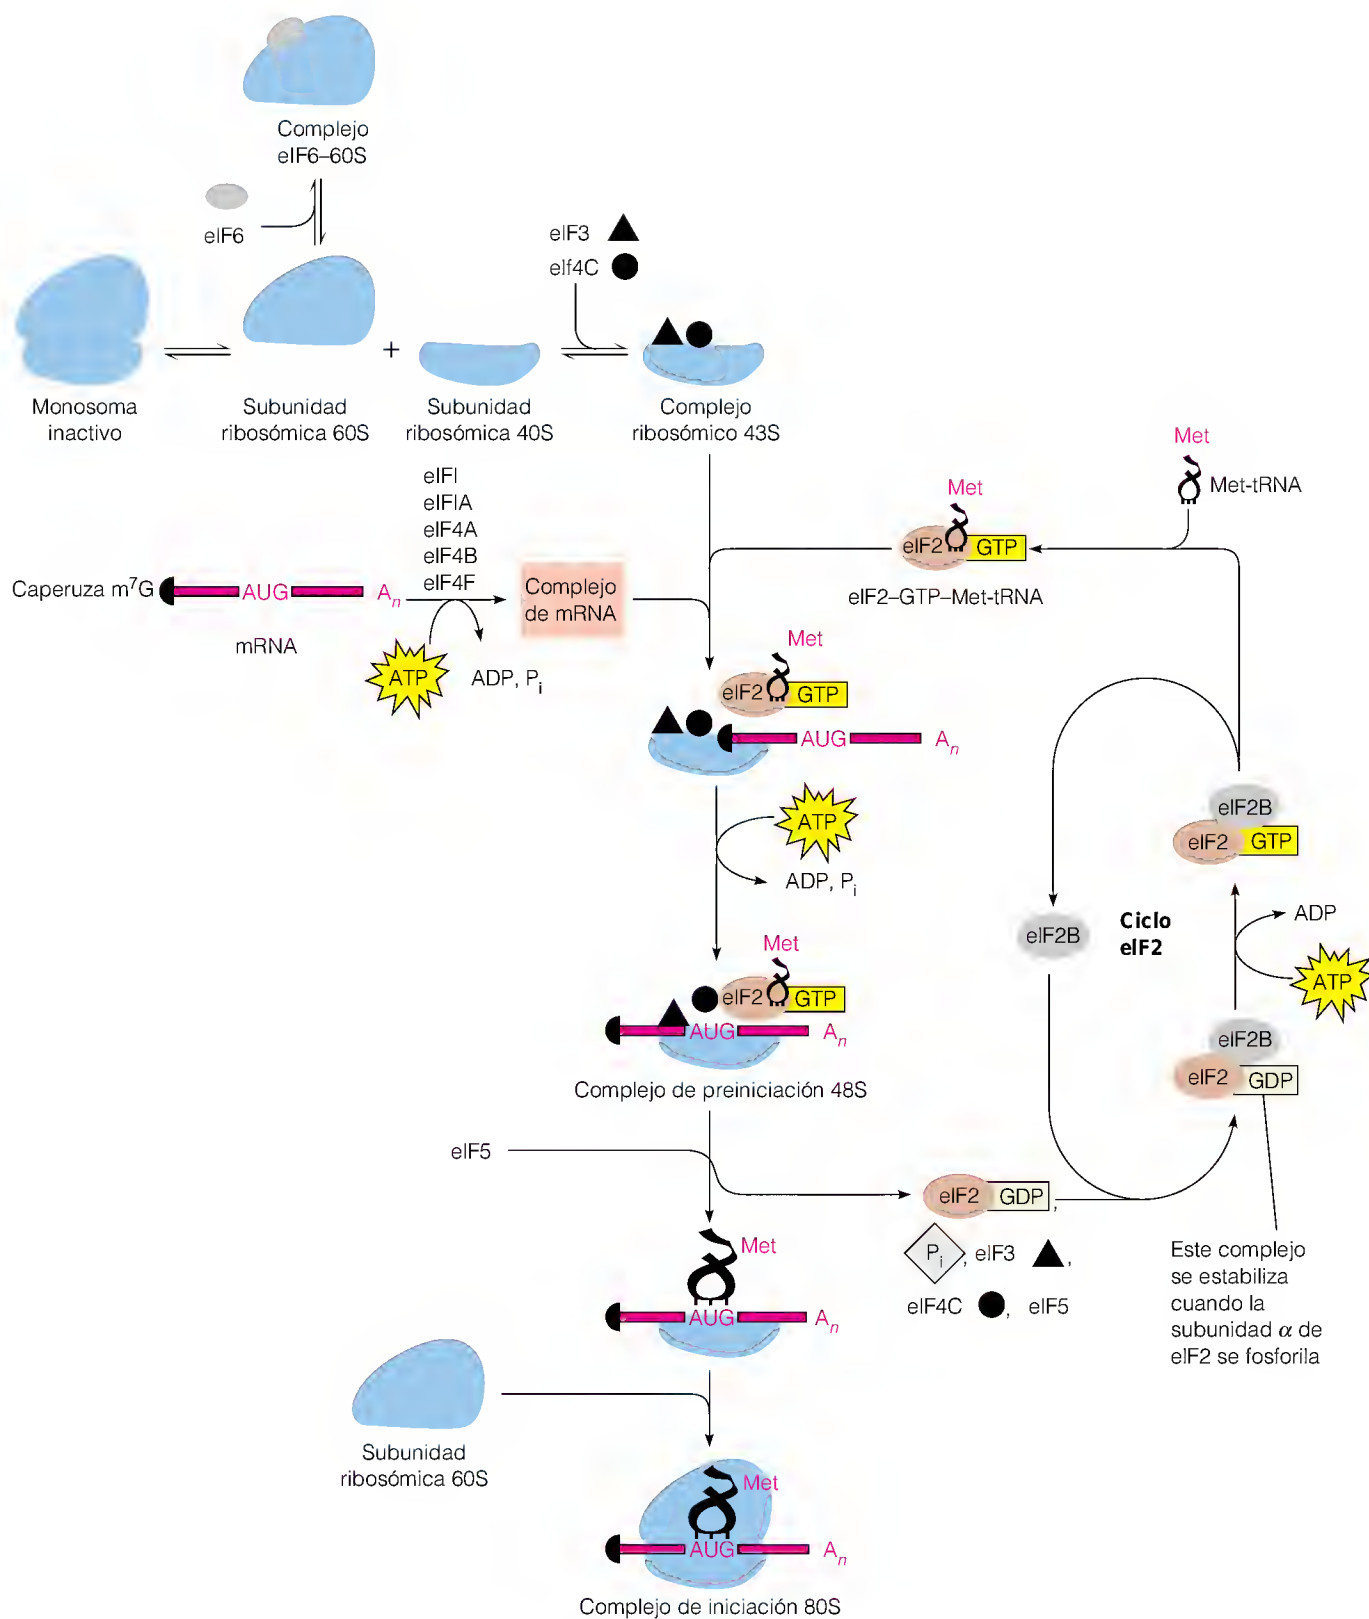 Complejo
eIF6–60S
eIF6
eIF3
eIf4C
+
Monosoma
inactivo
Subunidad
ribosómica 60S
Subunidad
ribosómica 40S
Complejo
ribosómico 43S
Met
Met-tRNA
Met
eIF2
GTP
eIF2–GTP–Met-tRNA
eIFI
eIFIA
eIF4A
eIF4B
eIF4F
Caperuza m⁷G
AUG
Aₙ
mRNA
ATP
ADP, Pᵢ
Complejo
de mRNA
Met
eIF2
GTP
AUG
Aₙ
ATP
ADP, Pᵢ
eIF2B
eIF2
GTP
ADP
ATP
Ciclo
eIF2
eIF2B
eIF2B
eIF2
GDP
Met
eIF2
GTP
AUG
Aₙ
Complejo de preiniciación 48S
eIF5
eIF2
GDP,
Pᵢ, eIF3 ,
eIF4C , eIF5
Este complejo
se estabiliza
cuando la
subunidad α de
eIF2 se fosforila
Met
AUG
Aₙ
Subunidad
ribosómica 60S
Met
AUG
Aₙ
Complejo de iniciación 80S